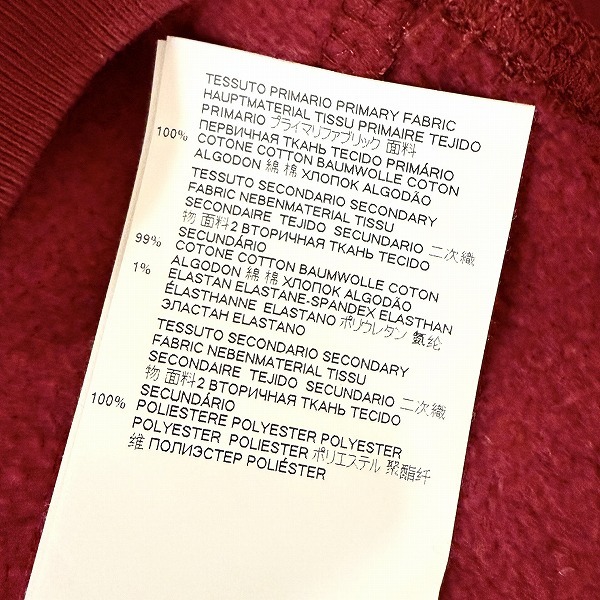 TESSUTO PRIMARIO PRIMARY FABRIC
HAUPTMATERIAL TISSU PRIMAIRE TEJIDO
PRIMARIO プライマリファブリック 面料
ПЕРВИЧНАЯ ТКАНЬ TECIDO PRIMÁRIO
100% COTONE COTTON BAUMWOLLE COTON
ALGODON 綿 棉 ХЛОПОК ALGODÃO
TESSUTO SECONDARIO SECONDARY
FABRIC NEBENMATERIAL TISSU
SECONDAIRE TEJIDO SECUNDARIO 二次織
物 面料2 ВТОРИЧНАЯ ТКАНЬ TECIDO
SECUNDÁRIO
99% COTONE COTTON BAUMWOLLE COTON
ALGODON 綿 棉 ХЛОПОК ALGODÃO
1% ELASTAN ELASTANE-SPANDEX ELASTHAN
ÉLASTHANNE ELASTANO ポリウレタン 氨纶
ЭЛАСТАН ELASTANO
TESSUTO SECONDARIO SECONDARY
FABRIC NEBENMATERIAL TISSU
SECONDAIRE TEJIDO SECUNDARIO 二次織
物 面料2 ВТОРИЧНАЯ ТКАНЬ TECIDO
SECUNDÁRIO
100% POLIESTERE POLYESTER POLYESTER
POLYESTER POLIESTER ポリエステル 聚酯纤
维 ПОЛИЭСТЕР POLIÉSTER